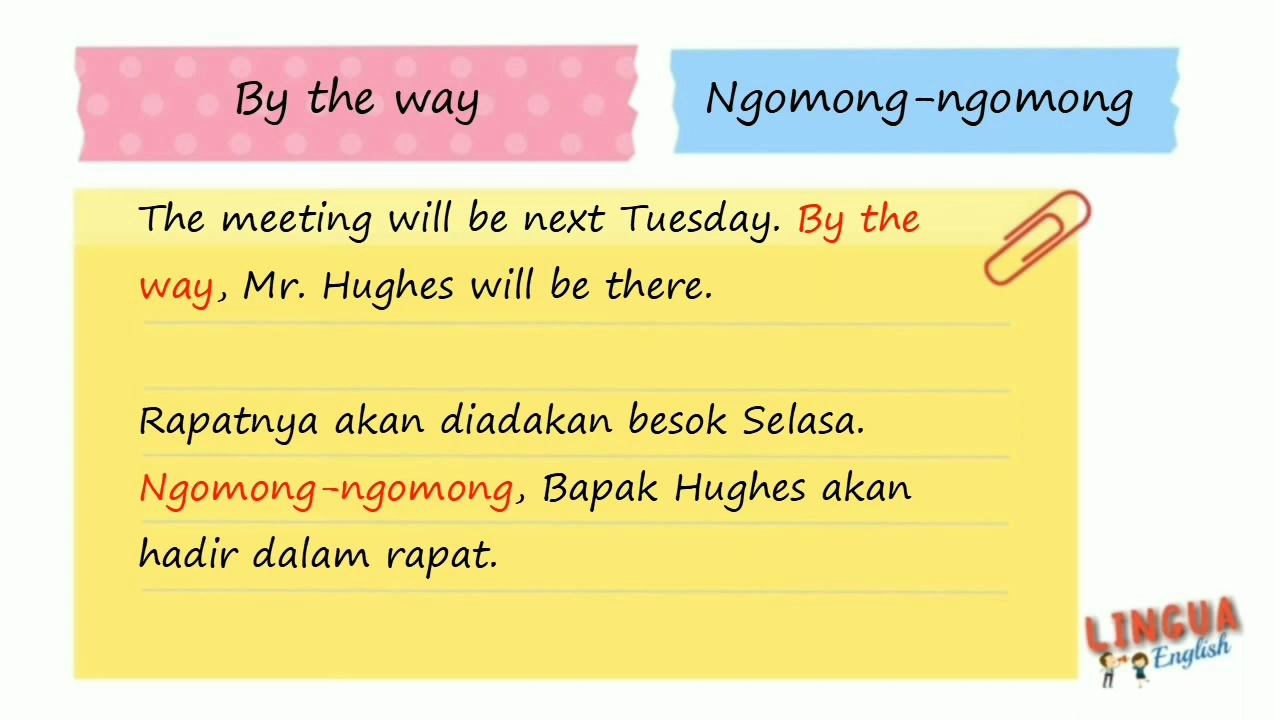 By the way
Ngomong-ngomong
The meeting will be next Tuesday. By the
way, Mr. Hughes will be there.
Rapatnya akan diadakan besok Selasa.
Ngomong-ngomong, Bapak Hughes akan
hadir dalam rapat.
LINGUA
English